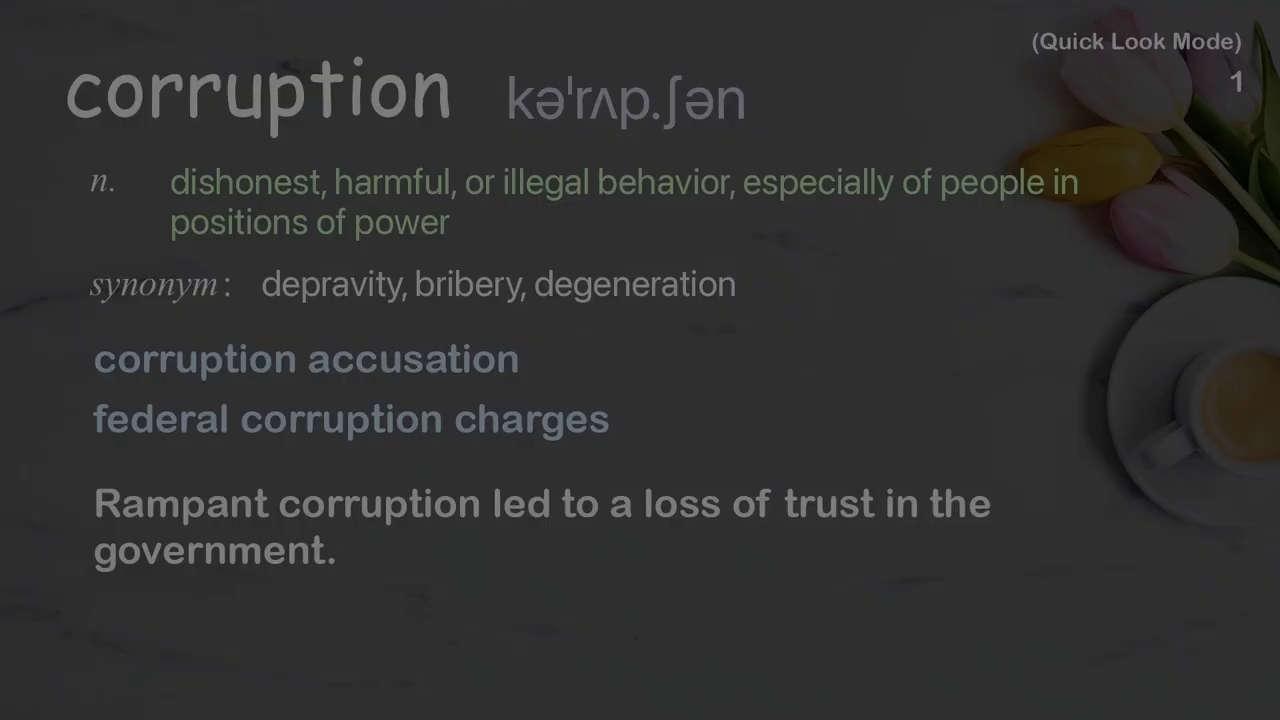 (Quick Look Mode)
1
corruption kəˈrʌp.ʃən
n. dishonest, harmful, or illegal behavior, especially of people in
positions of power
synonym: depravity, bribery, degeneration
corruption accusation
federal corruption charges
Rampant corruption led to a loss of trust in the
government.